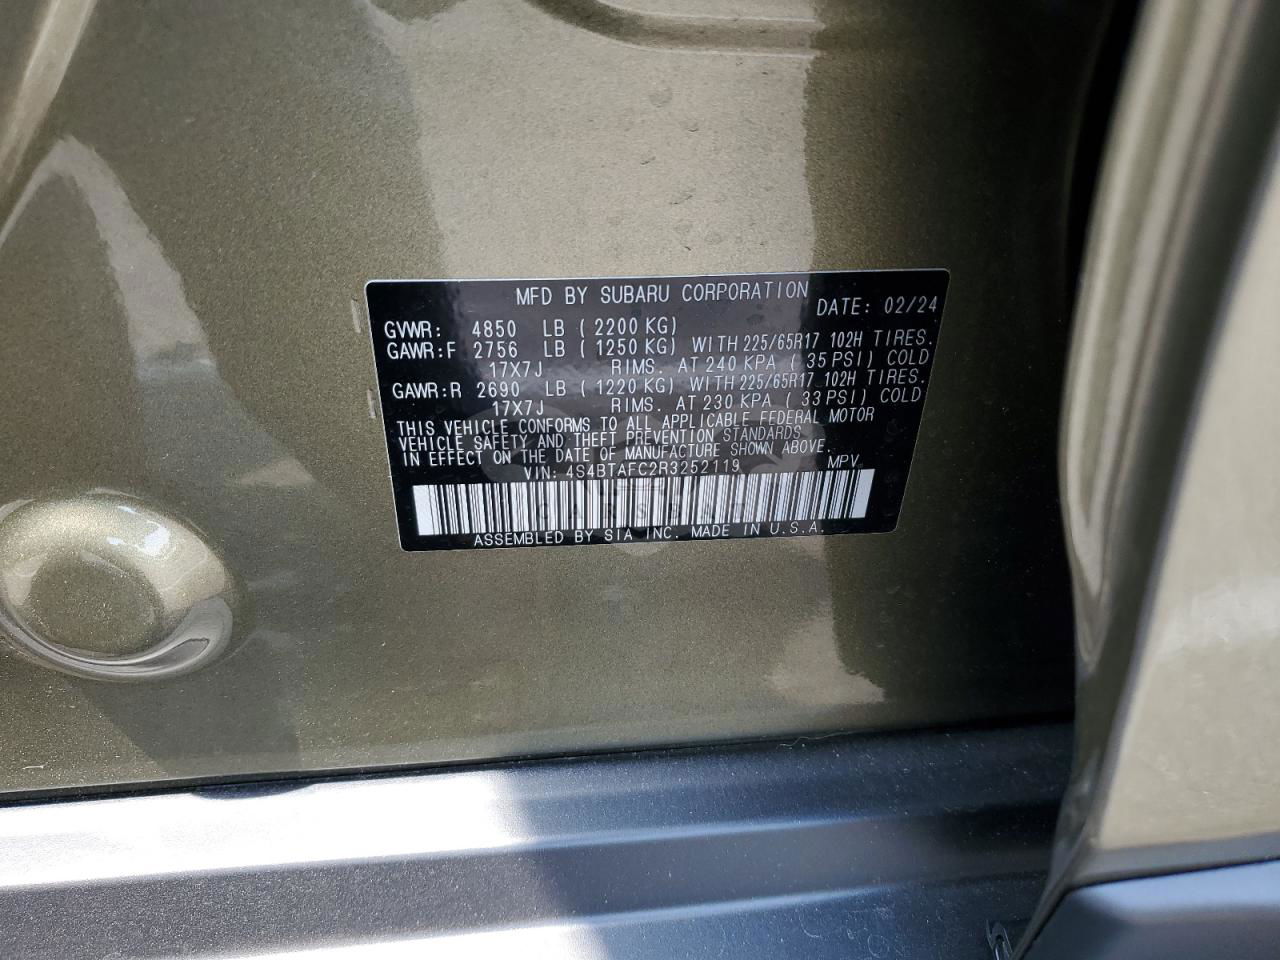 MFD BY SUBARU CORPORATION DATE: 02/24
GVWR: 4850 LB ( 2200 KG)
GAWR:F 2756 LB ( 1250 KG) WITH 225/65R17 102H TIRES.
17X7J RIMS. AT 240 KPA ( 35 PSI) COLD
GAWR:R 2690 LB ( 1220 KG) WITH 225/65R17 102H TIRES.
17X7J RIMS. AT 230 KPA ( 33 PSI) COLD
THIS VEHICLE CONFORMS TO ALL APPLICABLE FEDERAL MOTOR
VEHICLE SAFETY AND THEFT PREVENTION STANDARDS
IN EFFECT ON THE DATE OF MANUFACTURE SHOWN ABOVE.
VIN: 4S4BTAFC2R3252119 MPV
ASSEMBLED BY SIA INC. MADE IN U.S.A.